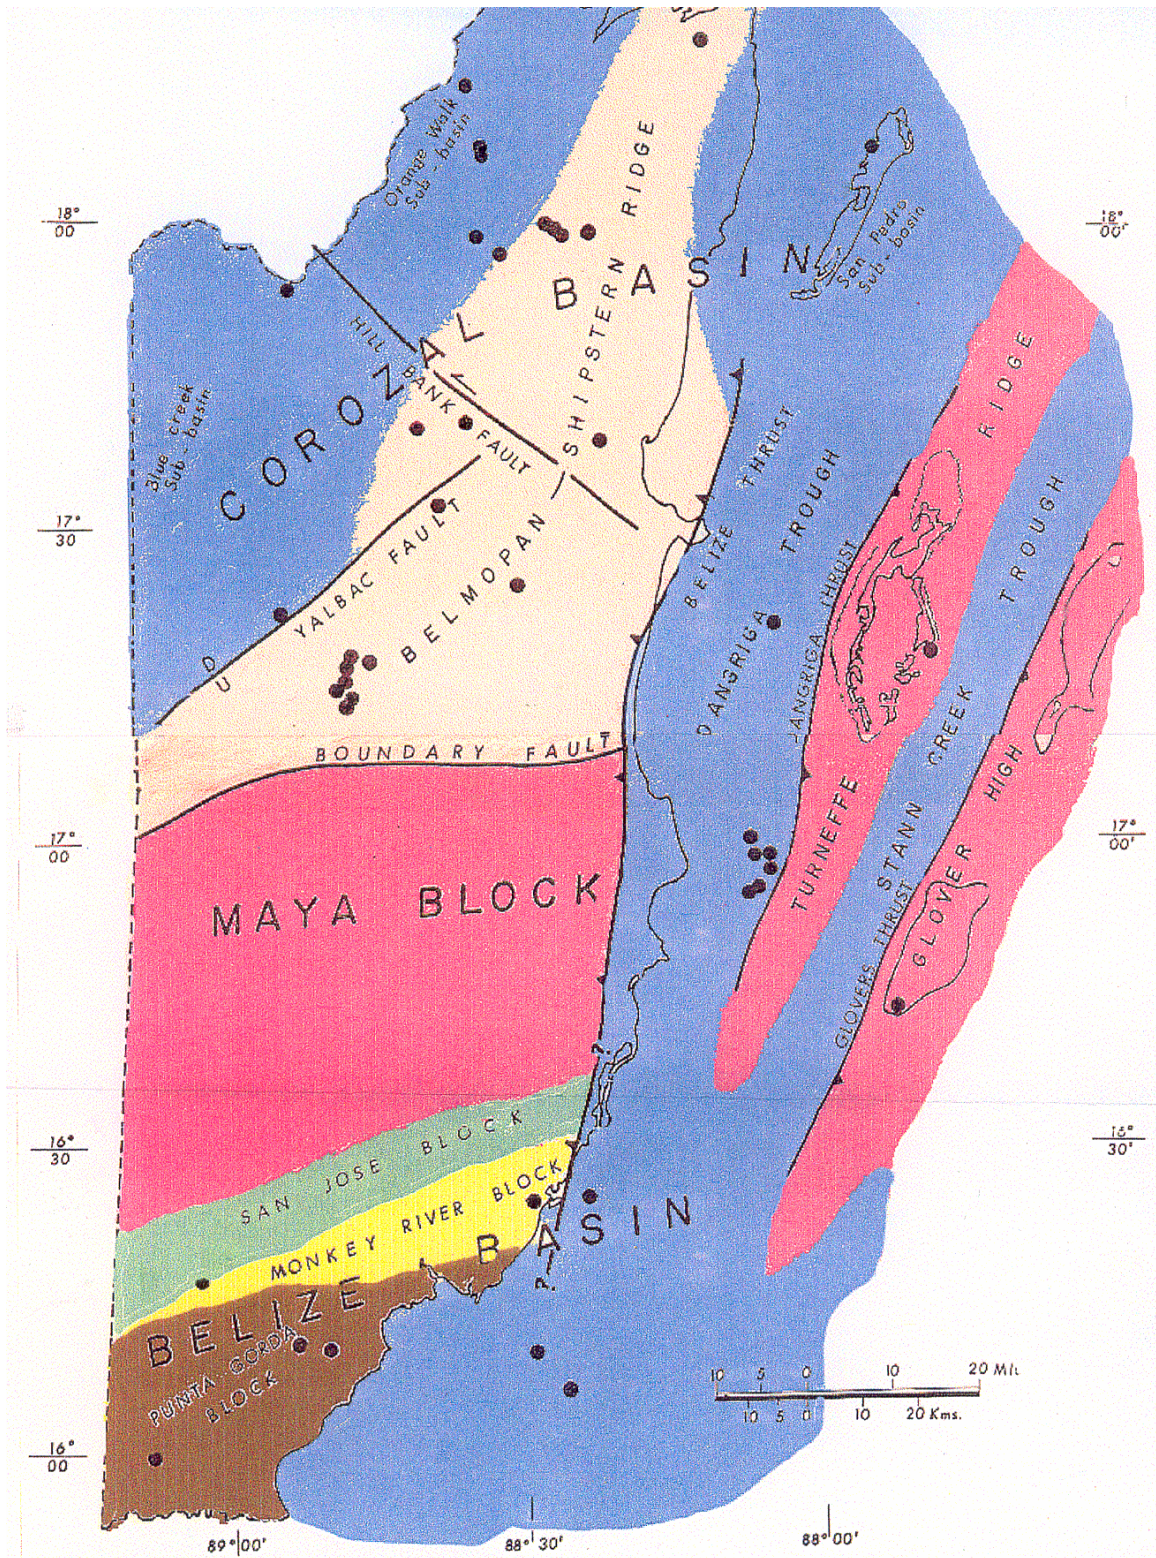 Orange Walk
Sub - basin
18°
00
18°
00'
San Pedro
Sub - basin
COROZAL BASIN
SHIPSTERN RIDGE
HILL BANK FAULT
Blue creek
Sub - basin
RIDGE
17°
30
YALBAC FAULT
D
U
BELMOPAN
BELIZE THRUST
DANGRIGA TROUGH
DANGRIGA THRUST
TROUGH
BOUNDARY FAULT
TURNEFFE
STANN CREEK
GLOVER HIGH
GLOVERS THRUST
17°
00
17°
00'
MAYA BLOCK
?
16°
30
16°
30'
SAN JOSE BLOCK
MONKEY RIVER BLOCK
BELIZE BASIN
?
PUNTA GORDA
BLOCK
10 5 0 10 20 Mls.
10 5 0 10 20 Kms.
16°
00
89°00' 88°30' 88°00'